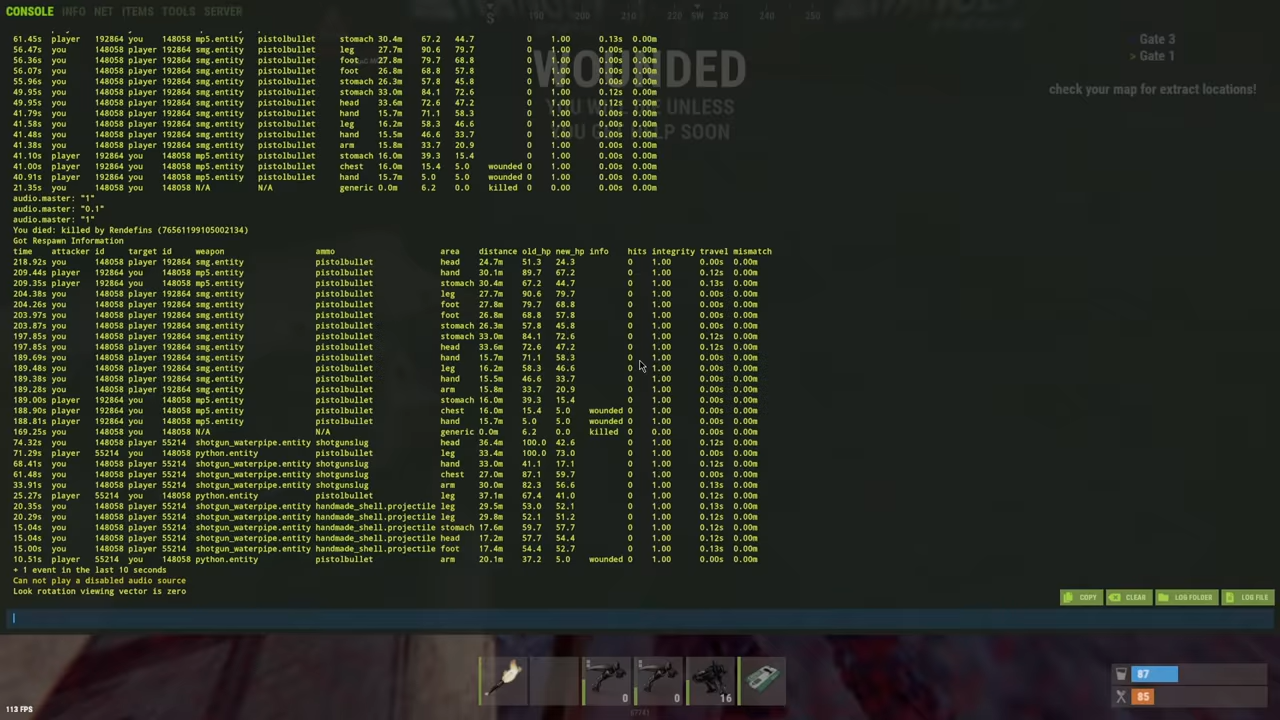 CONSOLE INFO NET ITEMS TOOLS SERVER
S 190 200 210 SW 230 240 250
61.45s player 192864 you 148058 mp5.entity pistolbullet stomach 30.4m 67.2 44.7 0 1.00 0.13s 0.00m
56.47s you 148058 player 192864 smg.entity pistolbullet leg 27.7m 90.6 79.7 0 1.00 0.00s 0.00m
56.36s you 148058 player 192864 smg.entity pistolbullet foot 27.8m 79.7 68.8 0 1.00 0.00s 0.00m
56.07s you 148058 player 192864 smg.entity pistolbullet foot 26.8m 68.8 57.8 0 1.00 0.00s 0.00m
55.96s you 148058 player 192864 smg.entity pistolbullet stomach 26.3m 57.8 45.8 0 1.00 0.00s 0.00m
49.95s you 148058 player 192864 smg.entity pistolbullet stomach 33.0m 84.1 72.6 0 1.00 0.12s 0.00m
49.95s you 148058 player 192864 smg.entity pistolbullet head 33.6m 72.6 47.2 0 1.00 0.12s 0.00m
41.79s you 148058 player 192864 smg.entity pistolbullet hand 15.7m 71.1 58.3 0 1.00 0.00s 0.00m
41.58s you 148058 player 192864 smg.entity pistolbullet leg 16.2m 58.3 46.6 0 1.00 0.00s 0.00m
41.48s you 148058 player 192864 smg.entity pistolbullet hand 15.5m 46.6 33.7 0 1.00 0.00s 0.00m
41.38s you 148058 player 192864 smg.entity pistolbullet arm 15.8m 33.7 20.9 0 1.00 0.00s 0.00m
41.10s player 192864 you 148058 mp5.entity pistolbullet stomach 16.0m 39.3 15.4 0 1.00 0.00s 0.00m
41.00s player 192864 you 148058 mp5.entity pistolbullet chest 16.0m 15.4 5.0 wounded 0 1.00 0.00s 0.00m
40.91s player 192864 you 148058 mp5.entity pistolbullet hand 15.7m 5.0 5.0 wounded 0 1.00 0.00s 0.00m
21.35s you 148058 you 148058 N/A N/A generic 0.0m 6.2 0.0 killed 0 0.00 0.00s 0.00m
audio.master: "1"
audio.master: "0.1"
audio.master: "1"
You died: killed by Rendefins (76561199105002134)
Got Respawn Information
time attacker id target id weapon ammo area distance old_hp new_hp info hits integrity travel mismatch
218.92s you 148058 player 192864 smg.entity pistolbullet head 24.7m 51.3 24.3 0 1.00 0.00s 0.00m
209.44s player 192864 you 148058 mp5.entity pistolbullet hand 30.1m 89.7 67.2 0 1.00 0.12s 0.00m
209.35s player 192864 you 148058 mp5.entity pistolbullet stomach 30.4m 67.2 44.7 0 1.00 0.13s 0.00m
204.38s you 148058 player 192864 smg.entity pistolbullet leg 27.7m 90.6 79.7 0 1.00 0.00s 0.00m
204.26s you 148058 player 192864 smg.entity pistolbullet foot 27.8m 79.7 68.8 0 1.00 0.00s 0.00m
203.97s you 148058 player 192864 smg.entity pistolbullet foot 26.8m 68.8 57.8 0 1.00 0.00s 0.00m
203.87s you 148058 player 192864 smg.entity pistolbullet stomach 26.3m 57.8 45.8 0 1.00 0.00s 0.00m
197.85s you 148058 player 192864 smg.entity pistolbullet stomach 33.0m 84.1 72.6 0 1.00 0.12s 0.00m
197.85s you 148058 player 192864 smg.entity pistolbullet head 33.6m 72.6 47.2 0 1.00 0.12s 0.00m
189.69s you 148058 player 192864 smg.entity pistolbullet hand 15.7m 71.1 58.3 0 1.00 0.00s 0.00m
189.48s you 148058 player 192864 smg.entity pistolbullet leg 16.2m 58.3 46.6 0 1.00 0.00s 0.00m
189.38s you 148058 player 192864 smg.entity pistolbullet hand 15.5m 46.6 33.7 0 1.00 0.00s 0.00m
189.28s you 148058 player 192864 smg.entity pistolbullet arm 15.8m 33.7 20.9 0 1.00 0.00s 0.00m
189.00s player 192864 you 148058 mp5.entity pistolbullet stomach 16.0m 39.3 15.4 0 1.00 0.00s 0.00m
188.90s player 192864 you 148058 mp5.entity pistolbullet chest 16.0m 15.4 5.0 wounded 0 1.00 0.00s 0.00m
188.81s player 192864 you 148058 mp5.entity pistolbullet hand 15.7m 5.0 5.0 wounded 0 1.00 0.00s 0.00m
169.25s you 148058 you 148058 N/A N/A generic 0.0m 6.2 0.0 killed 0 0.00 0.00s 0.00m
74.32s you 148058 player 55214 shotgun_waterpipe.entity shotgunslug head 36.4m 100.0 42.6 0 1.00 0.12s 0.00m
71.29s player 55214 you 148058 python.entity pistolbullet leg 33.4m 100.0 73.0 0 1.00 0.00s 0.00m
68.41s you 148058 player 55214 shotgun_waterpipe.entity shotgunslug hand 33.0m 41.1 17.1 0 1.00 0.12s 0.00m
61.48s you 148058 player 55214 shotgun_waterpipe.entity shotgunslug chest 27.0m 87.1 59.7 0 1.00 0.00s 0.00m
33.91s you 148058 player 55214 shotgun_waterpipe.entity shotgunslug arm 30.0m 82.3 56.6 0 1.00 0.13s 0.00m
25.27s player 55214 you 148058 python.entity pistolbullet leg 37.1m 67.4 41.0 0 1.00 0.12s 0.00m
20.35s you 148058 player 55214 shotgun_waterpipe.entity handmade_shell.projectile leg 29.5m 53.0 52.1 0 1.00 0.12s 0.00m
20.29s you 148058 player 55214 shotgun_waterpipe.entity handmade_shell.projectile leg 29.8m 52.1 51.2 0 1.00 0.12s 0.00m
15.04s you 148058 player 55214 shotgun_waterpipe.entity handmade_shell.projectile stomach 17.6m 59.7 57.7 0 1.00 0.12s 0.00m
15.04s you 148058 player 55214 shotgun_waterpipe.entity handmade_shell.projectile head 17.2m 57.7 54.4 0 1.00 0.12s 0.00m
15.00s you 148058 player 55214 shotgun_waterpipe.entity handmade_shell.projectile foot 17.4m 54.4 52.7 0 1.00 0.13s 0.00m
10.51s player 55214 you 148058 python.entity pistolbullet arm 20.1m 37.2 5.0 wounded 0 1.00 0.00s 0.00m
+ 1 event in the last 10 seconds
Can not play a disabled audio source
Look rotation viewing vector is zero
WOUNDED
Gate 3
> Gate 1
check your map for extract locations!
COPY CLEAR LOG FOLDER LOG FILE
0 0 16
87
85
113 FPS